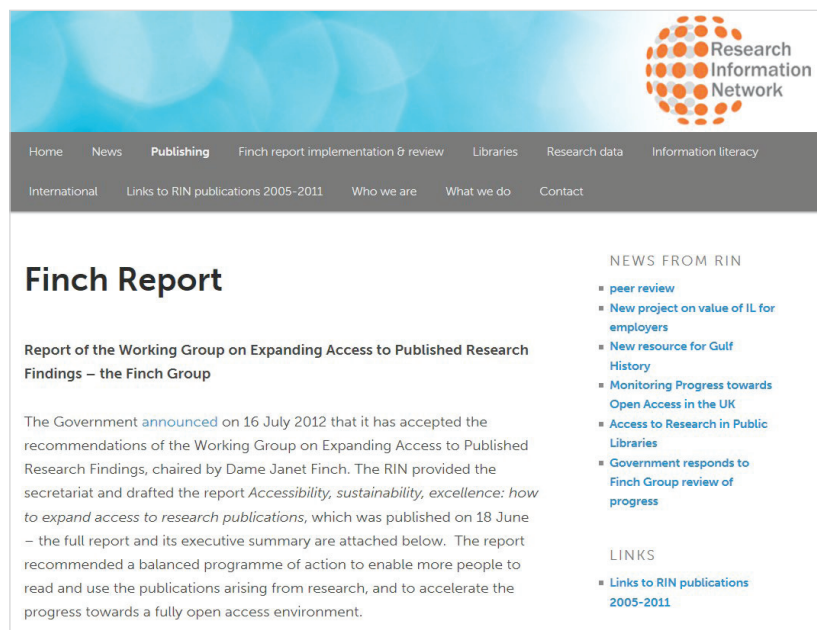 Research
Information
Network
Home News Publishing Finch report implementation & review Libraries Research data Information literacy
International Links to RIN publications 2005-2011 Who we are What we do Contact
Finch Report
Report of the Working Group on Expanding Access to Published Research
Findings – the Finch Group
The Government announced on 16 July 2012 that it has accepted the
recommendations of the Working Group on Expanding Access to Published
Research Findings, chaired by Dame Janet Finch. The RIN provided the
secretariat and drafted the report Accessibility, sustainability, excellence: how
to expand access to research publications, which was published on 18 June
– the full report and its executive summary are attached below. The report
recommended a balanced programme of action to enable more people to
read and use the publications arising from research, and to accelerate the
progress towards a fully open access environment.
NEWS FROM RIN
peer review
New project on value of IL for
employers
New resource for Gulf
History
Monitoring Progress towards
Open Access in the UK
Access to Research in Public
Libraries
Government responds to
Finch Group review of
progress
LINKS
Links to RIN publications
2005-2011